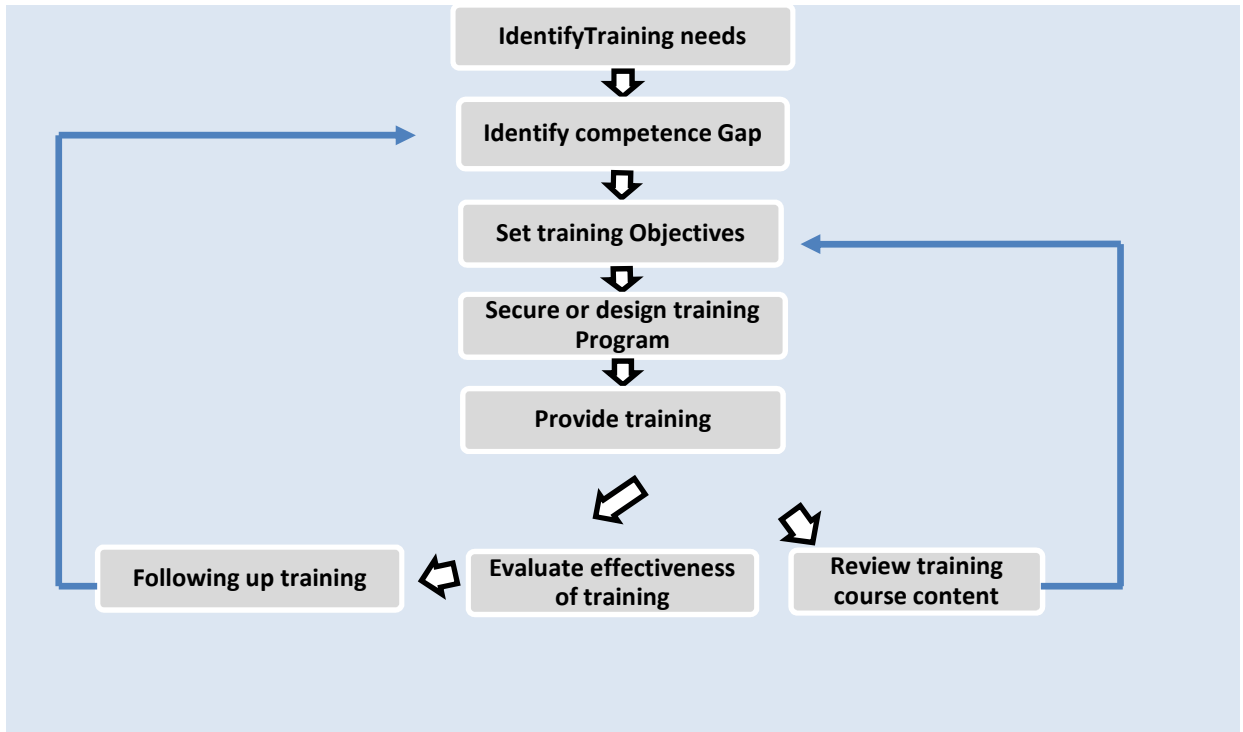 IdentifyTraining needs
Identify competence Gap
Set training Objectives
Secure or design training
Program
Provide training
Following up training
Evaluate effectiveness
of training
Review training
course content